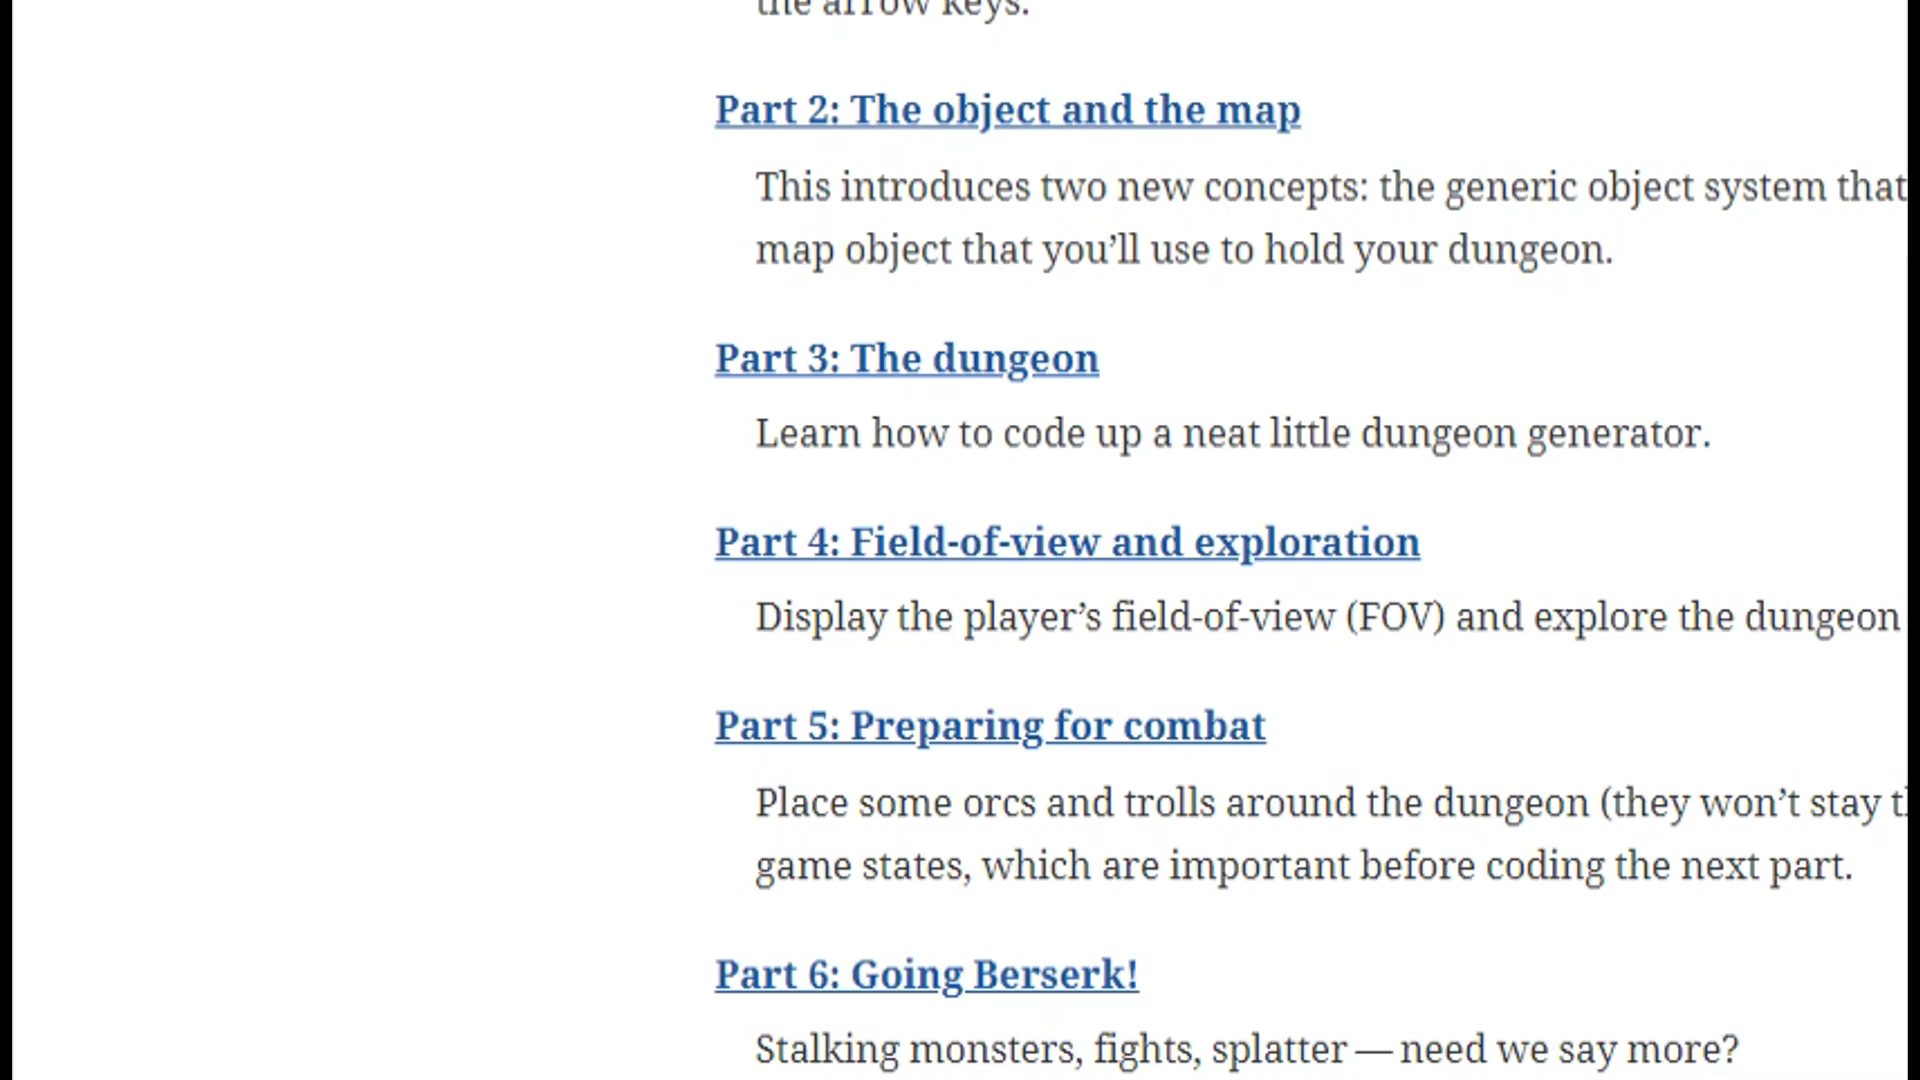 the arrow keys.
Part 2: The object and the map
This introduces two new concepts: the generic object system that
map object that you’ll use to hold your dungeon.
Part 3: The dungeon
Learn how to code up a neat little dungeon generator.
Part 4: Field-of-view and exploration
Display the player’s field-of-view (FOV) and explore the dungeon
Part 5: Preparing for combat
Place some orcs and trolls around the dungeon (they won’t stay
game states, which are important before coding the next part.
Part 6: Going Berserk!
Stalking monsters, fights, splatter — need we say more?